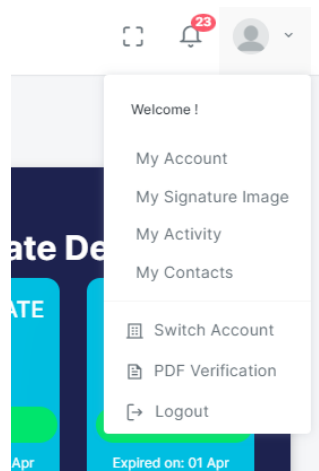 23
Welcome !
My Account
My Signature Image
My Activity
My Contacts
Switch Account
PDF Verification
Logout
ate De
ATE
Apr
Expired on: 01 Apr